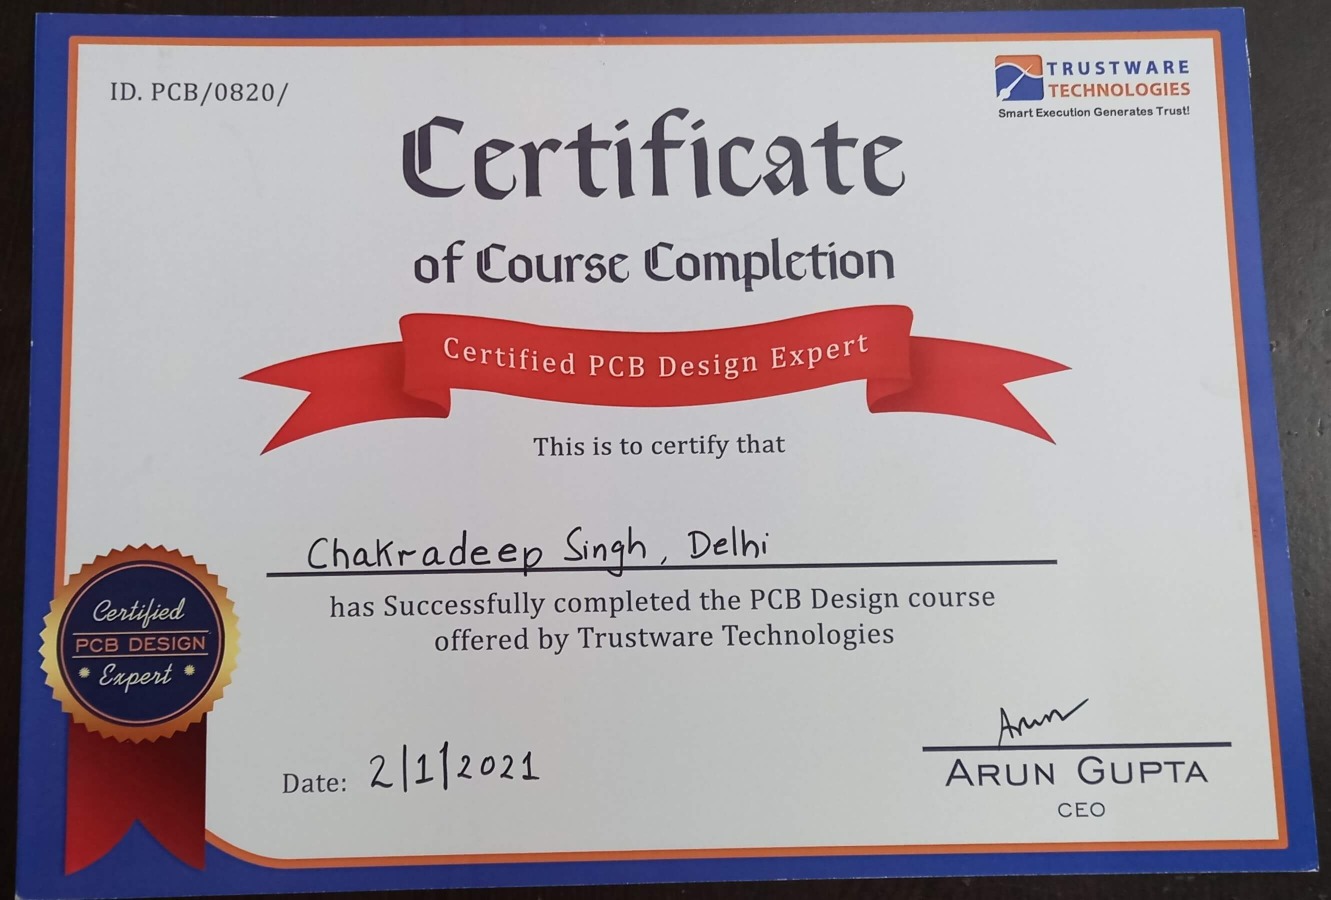 ID. PCB/0820/
TRUSTWARE
TECHNOLOGIES
Smart Execution Generates Trust!
Certificate
of Course Completion
Certified PCB Design Expert
This is to certify that
Chakradeep Singh, Delhi
has Successfully completed the PCB Design course
offered by Trustware Technologies
Certified
PCB DESIGN
Expert
Date: 2/1/2021
Arun
ARUN GUPTA
CEO